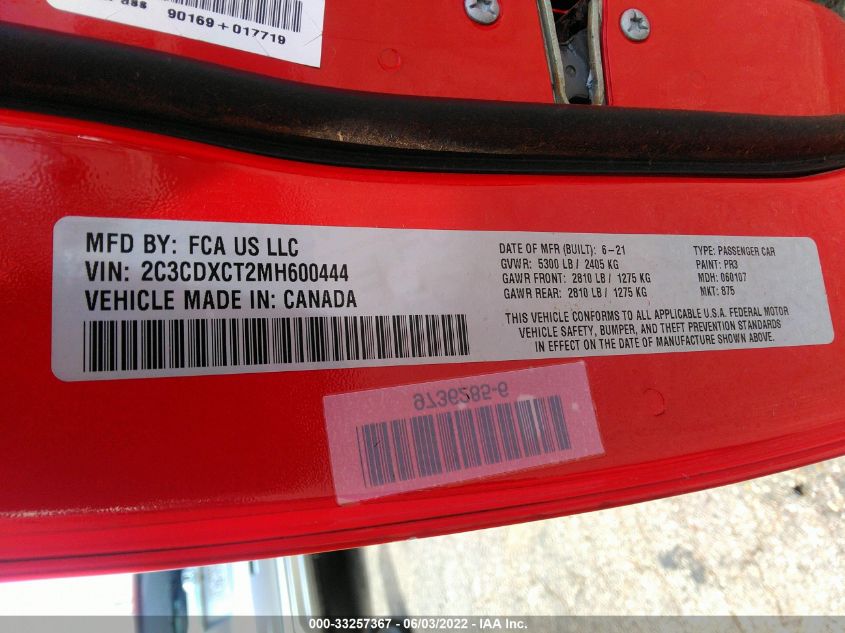 ass 90169+017719
MFD BY: FCA US LLC
VIN: 2C3CDXCT2MH600444
VEHICLE MADE IN: CANADA
DATE OF MFR (BUILT): 6-21
GVWR: 5300 LB / 2405 KG
GAWR FRONT: 2810 LB / 1275 KG
GAWR REAR: 2810 LB / 1275 KG
TYPE: PASSENGER CAR
PAINT: PR3
MDH: 060107
MKT: 875
THIS VEHICLE CONFORMS TO ALL APPLICABLE U.S.A. FEDERAL MOTOR
VEHICLE SAFETY, BUMPER, AND THEFT PREVENTION STANDARDS
IN EFFECT ON THE DATE OF MANUFACTURE SHOWN ABOVE.
9736285-6
000-33257367 - 06/03/2022 - IAA Inc.